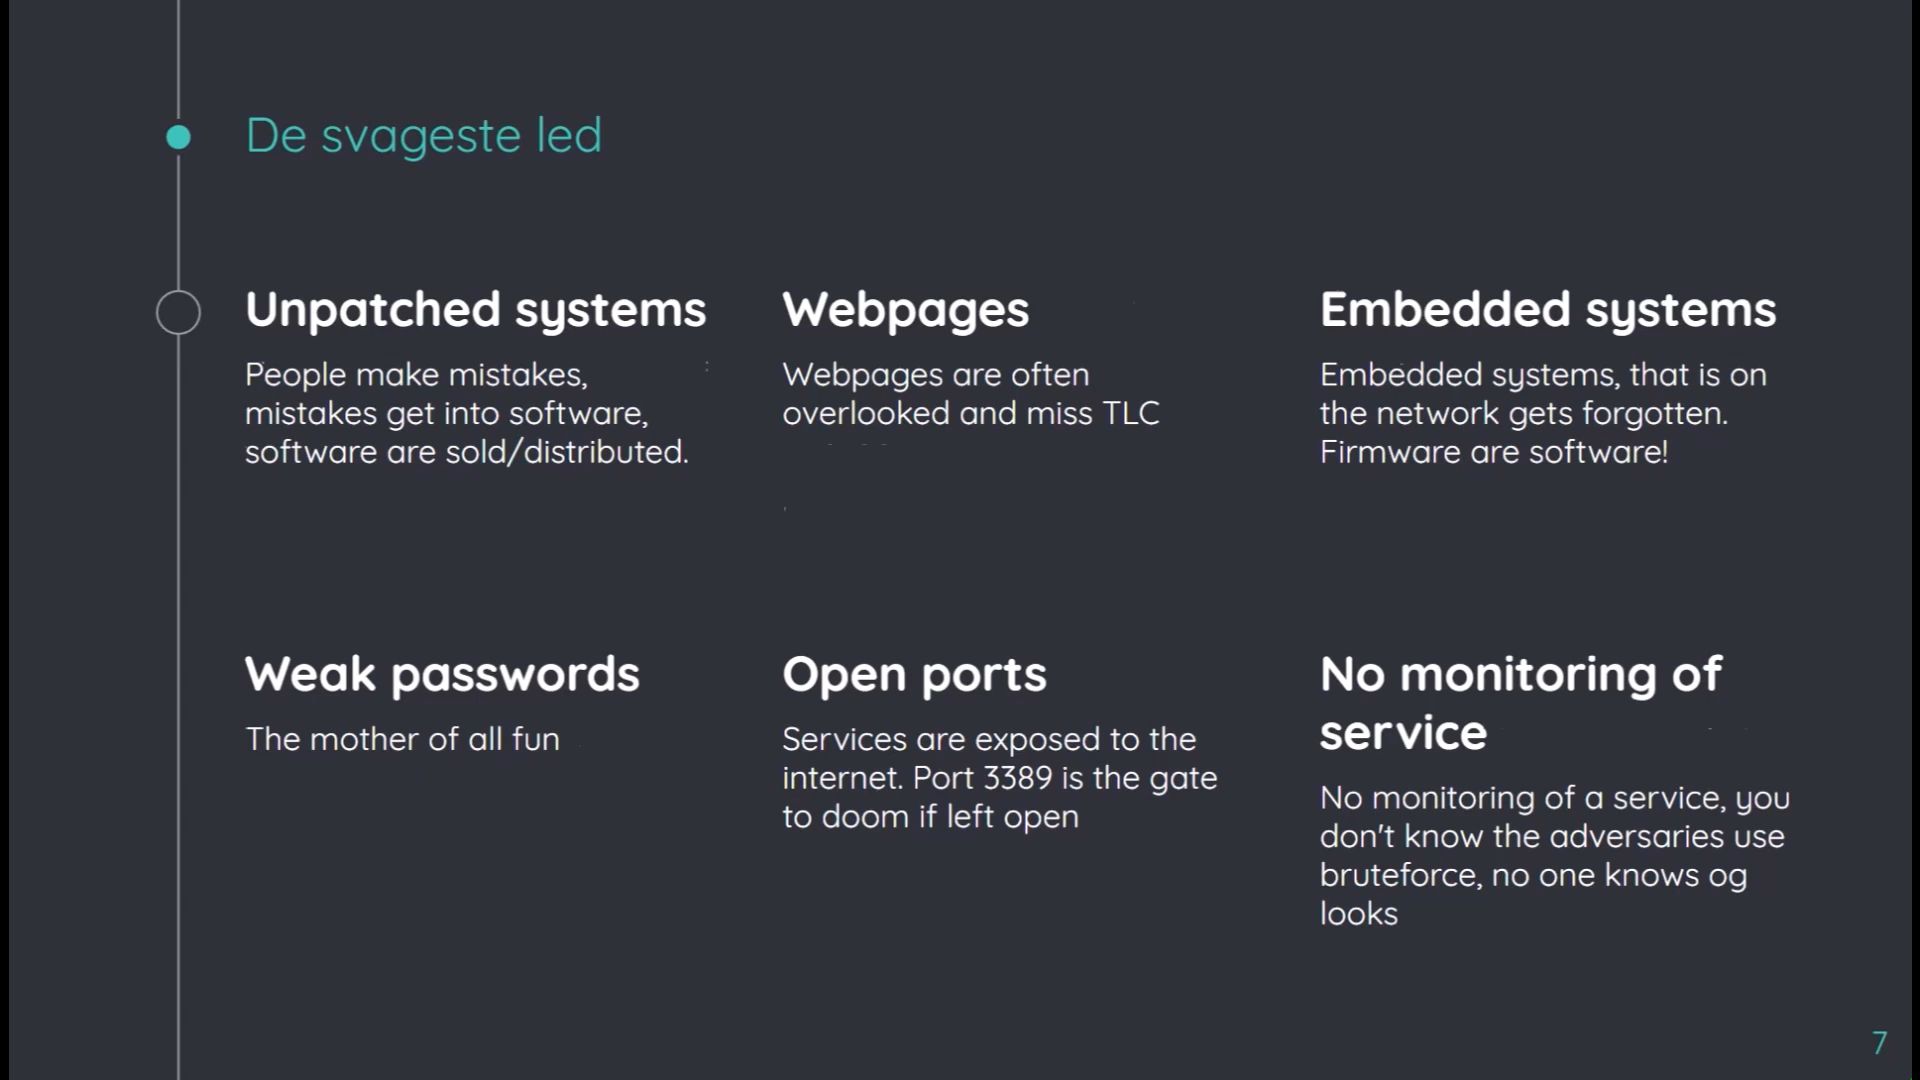 De svageste led
Unpatched systems
People make mistakes,
mistakes get into software,
software are sold/distributed.
Webpages
Webpages are often
overlooked and miss TLC
Embedded systems
Embedded systems, that is on
the network gets forgotten.
Firmware are software!
Weak passwords
The mother of all fun
Open ports
Services are exposed to the
internet. Port 3389 is the gate
to doom if left open
No monitoring of
service
No monitoring of a service, you
don't know the adversaries use
bruteforce, no one knows og
looks
7